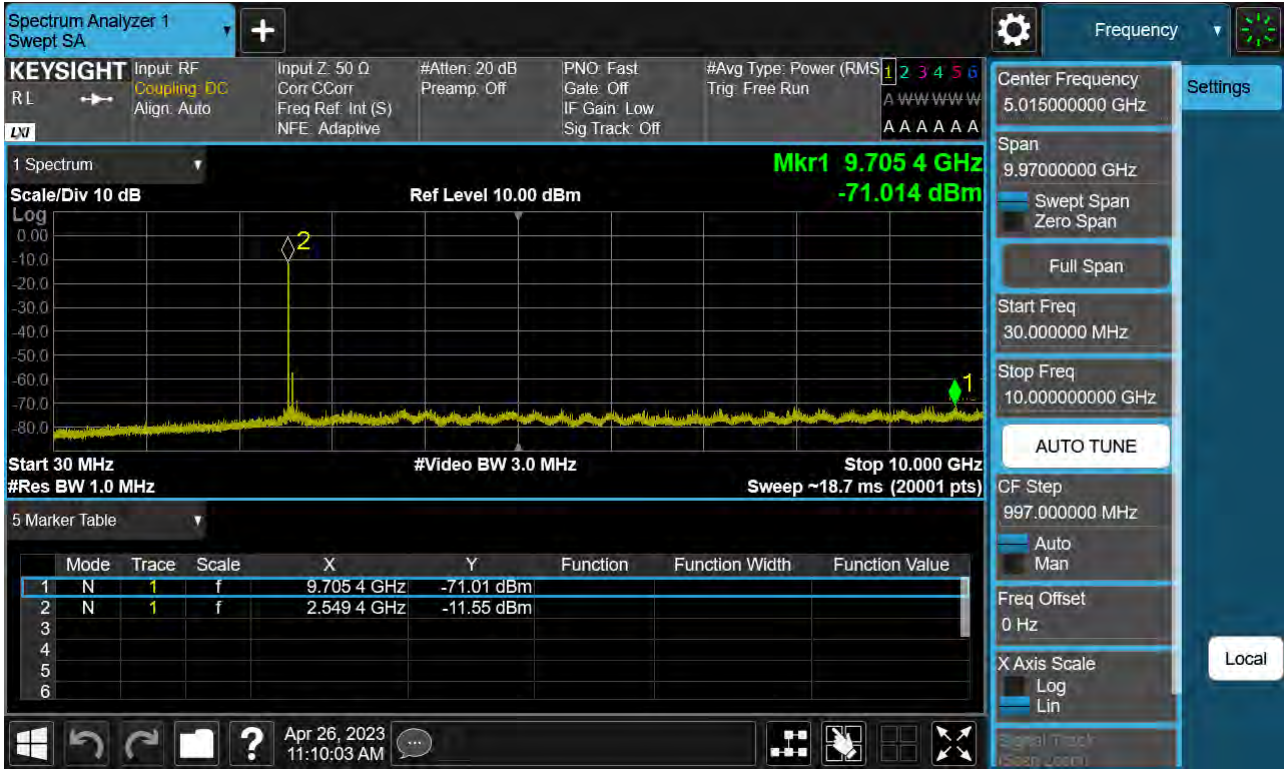 Spectrum Analyzer 1
Swept SA
Frequency
KEYSIGHT
RL
LXI
Input: RF
Coupling: DC
Align: Auto
Input Z: 50 Ω
Corr CCorr
Freq Ref: Int (S)
NFE: Adaptive
#Atten: 20 dB
Preamp: Off
PNO: Fast
Gate: Off
IF Gain: Low
Sig Track: Off
#Avg Type: Power (RMS
Trig: Free Run
1 2 3 4 5 6
A W W W W W
A A A A A A
1 Spectrum
Scale/Div 10 dB
Ref Level 10.00 dBm
Mkr1 9.705 4 GHz
-71.014 dBm
Log
0.00
-10.0
-20.0
-30.0
-40.0
-50.0
-60.0
-70.0
-80.0
2
1
Start 30 MHz
#Video BW 3.0 MHz
Stop 10.000 GHz
#Res BW 1.0 MHz
Sweep ~18.7 ms (20001 pts)
5 Marker Table
Mode Trace Scale X Y Function Function Width Function Value
1 N 1 f 9.705 4 GHz -71.01 dBm
2 N 1 f 2.549 4 GHz -11.55 dBm
3
4
5
6
?
Apr 26, 2023
11:10:03 AM
Center Frequency
5.015000000 GHz
Settings
Span
9.97000000 GHz
Swept Span
Zero Span
Full Span
Start Freq
30.000000 MHz
Stop Freq
10.000000000 GHz
AUTO TUNE
CF Step
997.000000 MHz
Auto
Man
Freq Offset
0 Hz
X Axis Scale
Log
Lin
Local
Signal Track